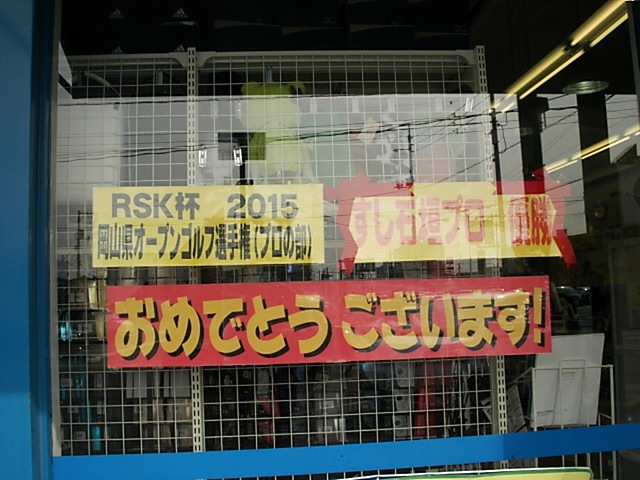 RSK杯 2015
岡山県オープンゴルフ選手権(プロの部)
すし石垣プロ 優勝
おめでとうございます!